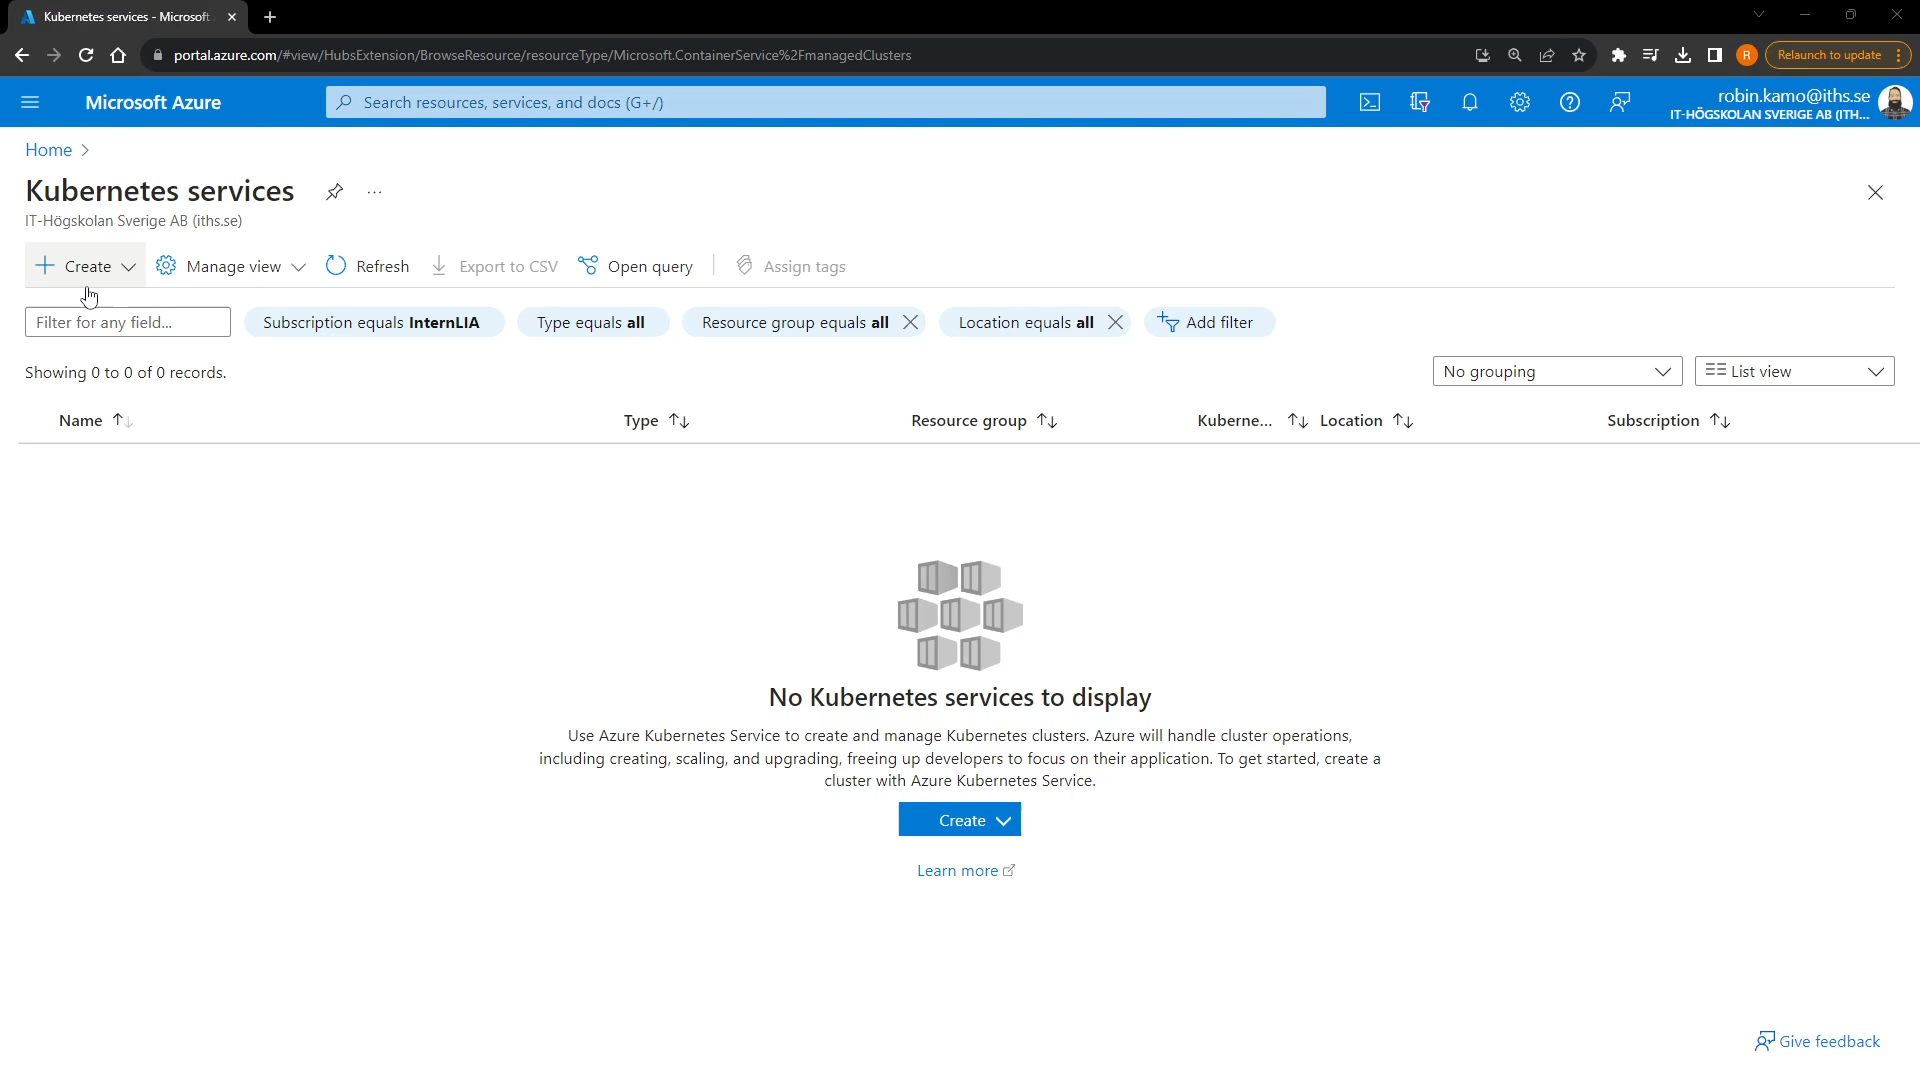 Kubernetes services - Microsoft
portal.azure.com/#view/HubsExtension/BrowseResource/resourceType/Microsoft.ContainerService%2FmanagedClusters
R
Relaunch to update
Microsoft Azure
Search resources, services, and docs (G+/)
robin.kamo@iths.se
IT-HÖGSKOLAN SVERIGE AB (ITH...
Home
Kubernetes services
...
IT-Högskolan Sverige AB (iths.se)
Create
Manage view
Refresh
Export to CSV
Open query
Assign tags
Filter for any field...
Subscription equals InternLIA
Type equals all
Resource group equals all
Location equals all
Add filter
Showing 0 to 0 of 0 records.
No grouping
List view
Name
Type
Resource group
Kuberne...
Location
Subscription
No Kubernetes services to display
Use Azure Kubernetes Service to create and manage Kubernetes clusters. Azure will handle cluster operations,
including creating, scaling, and upgrading, freeing up developers to focus on their application. To get started, create a
cluster with Azure Kubernetes Service.
Create
Learn more
Give feedback